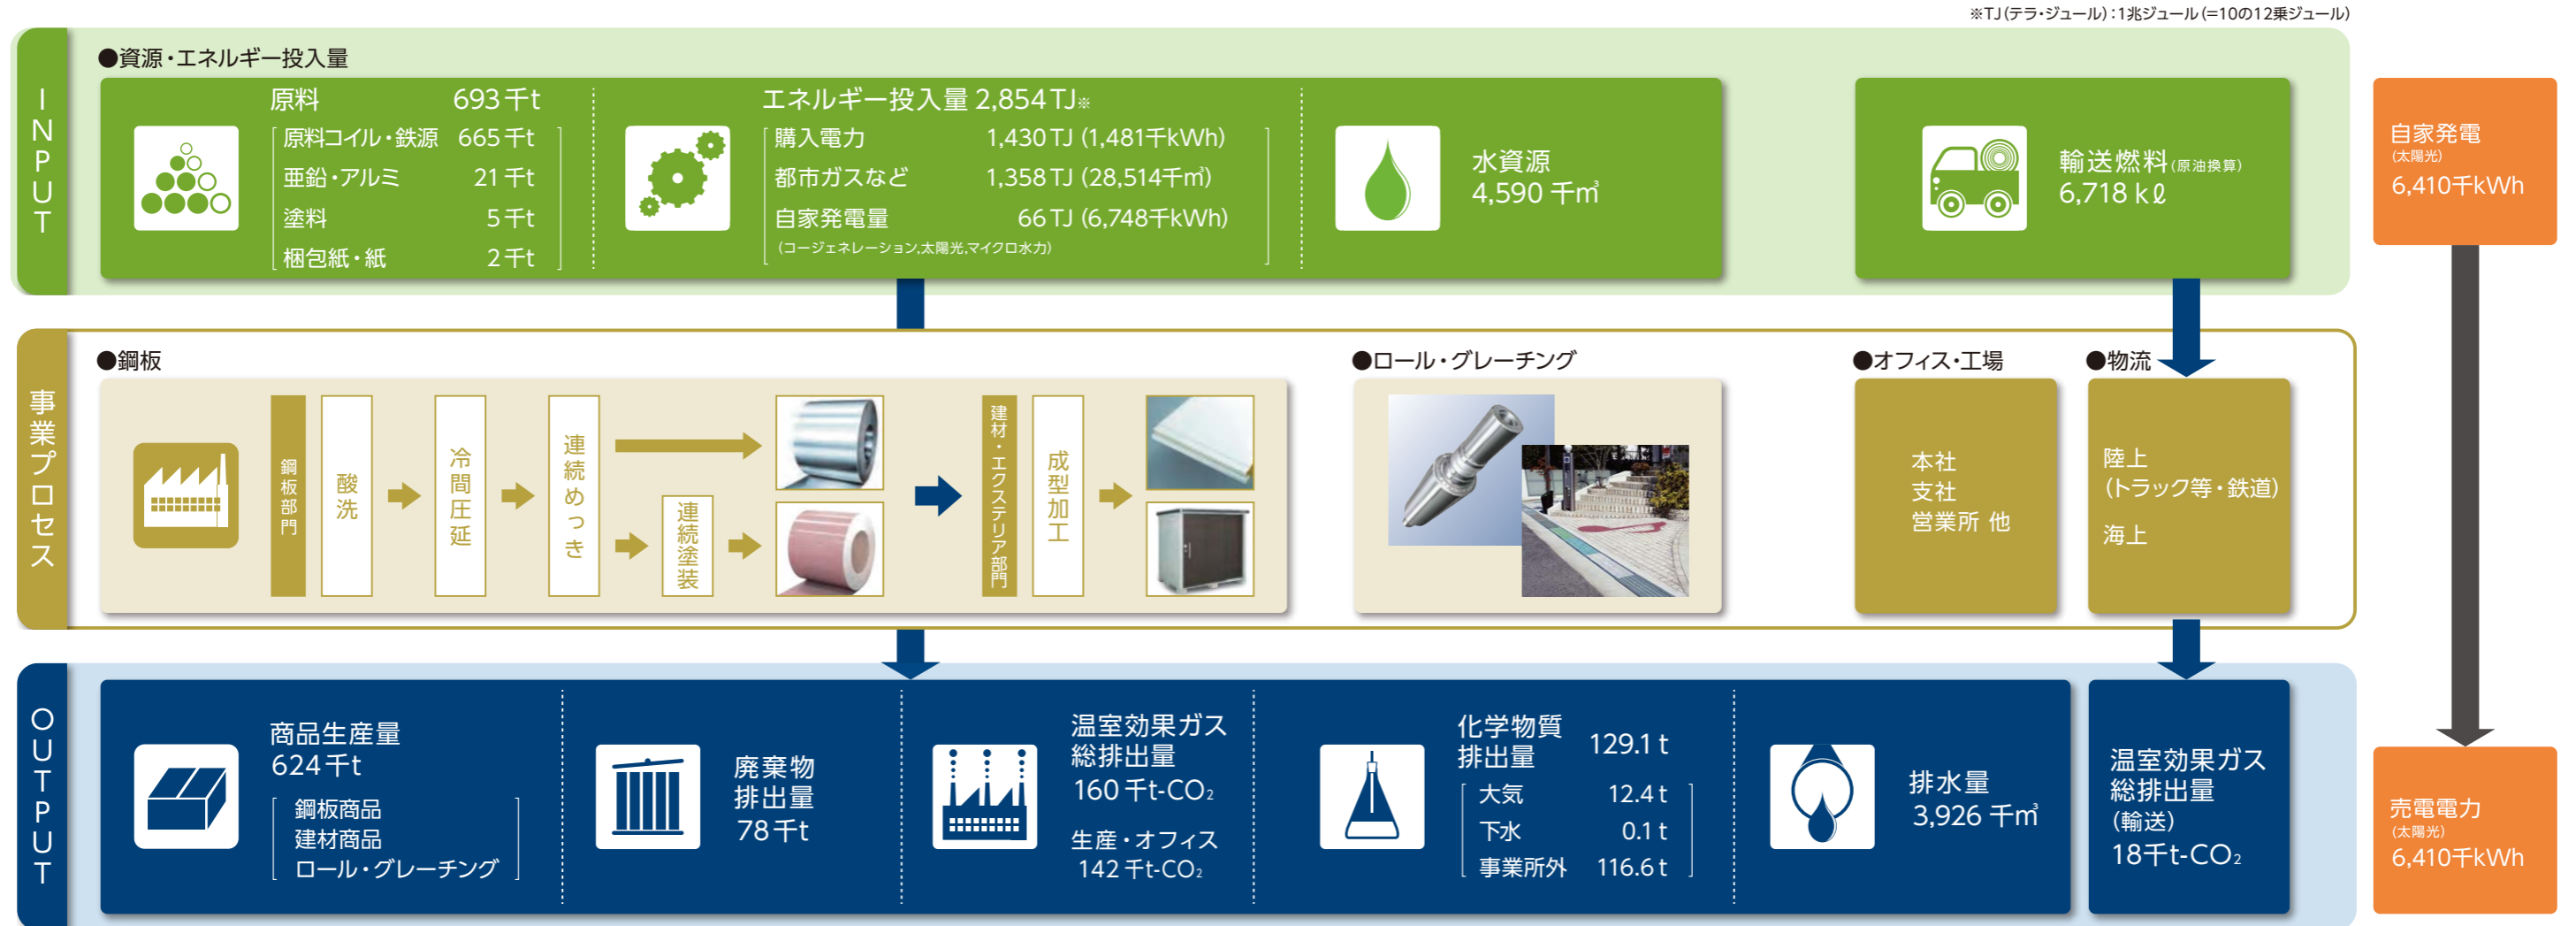 ※TJ(テラ・ジュール):1兆ジュール(=10の12乗ジュール)
INPUT
●資源・エネルギー投入量
原料 693千t
原料コイル・鉄源 665千t
亜鉛・アルミ 21千t
塗料 5千t
梱包紙・紙 2千t
エネルギー投入量 2,854TJ※
購入電力 1,430TJ (1,481千kWh)
都市ガスなど 1,358TJ (28,514千㎥)
自家発電量 66TJ (6,748千kWh)
(コージェネレーション,太陽光,マイクロ水力)
水資源
4,590 千㎥
輸送燃料(原油換算)
6,718 kℓ
自家発電
(太陽光)
6,410千kWh
事業プロセス
●鋼板
鋼板部門
酸洗
冷間圧延
連続めっき
連続塗装
建材・エクステリア部門
成型加工
●ロール・グレーチング
●オフィス・工場
本社
支社
営業所 他
●物流
陸上
(トラック等・鉄道)
海上
OUTPUT
商品生産量
624千t
鋼板商品
建材商品
ロール・グレーチング
廃棄物
排出量
78千t
温室効果ガス
総排出量
160千t-CO₂
生産・オフィス
142千t-CO₂
化学物質
排出量 129.1t
大気 12.4t
下水 0.1t
事業所外 116.6t
排水量
3,926 千㎥
温室効果ガス
総排出量
(輸送)
18千t-CO₂
売電電力
(太陽光)
6,410千kWh